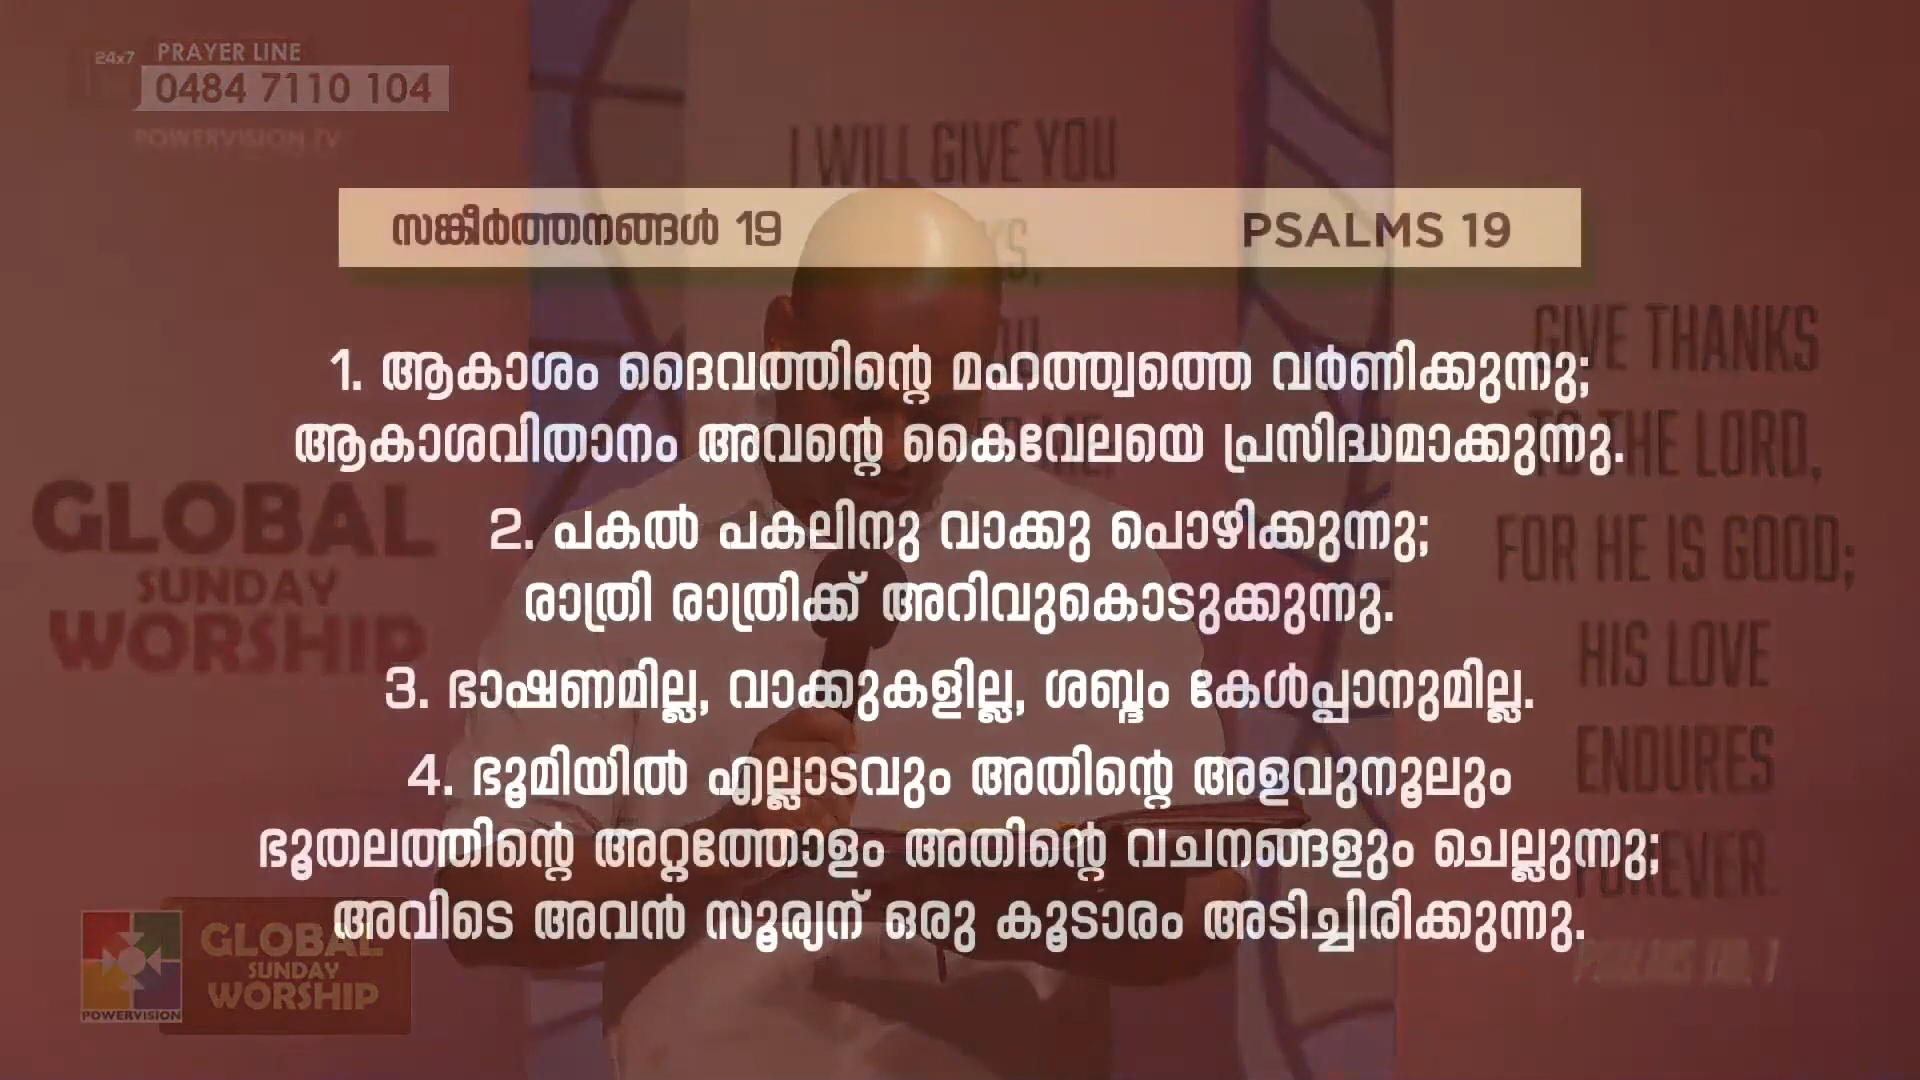 24x7 PRAYER LINE
0484 7110 104
POWERVISION TV
I WILL GIVE YOU
സങ്കീർത്തനങ്ങൾ 19 PSALMS 19
1. ആകാശം ദൈവത്തിന്റെ മഹത്ത്വത്തെ വർണിക്കുന്നു;
ആകാശവിതാനം അവന്റെ കൈവേലയെ പ്രസിദ്ധമാക്കുന്നു.
2. പകൽ പകലിനു വാക്കു പൊഴിക്കുന്നു;
രാത്രി രാത്രിക്ക് അറിവുകൊടുക്കുന്നു.
3. ഭാഷണമില്ല, വാക്കുകളില്ല, ശബ്ദം കേൾപ്പാനുമില്ല.
4. ഭൂമിയിൽ എല്ലാടവും അതിന്റെ അളവുനൂലും
ഭൂതലത്തിന്റെ അറ്റത്തോളം അതിന്റെ വചനങ്ങളും ചെല്ലുന്നു;
അവിടെ അവൻ സൂര്യന് ഒരു കൂടാരം അടിച്ചിരിക്കുന്നു.
GLOBAL
SUNDAY
WORSHIP
GIVE THANKS
TO THE LORD,
FOR HE IS GOOD;
HIS LOVE
ENDURES
FOREVER.
POWERVISION
GLOBAL
SUNDAY
WORSHIP